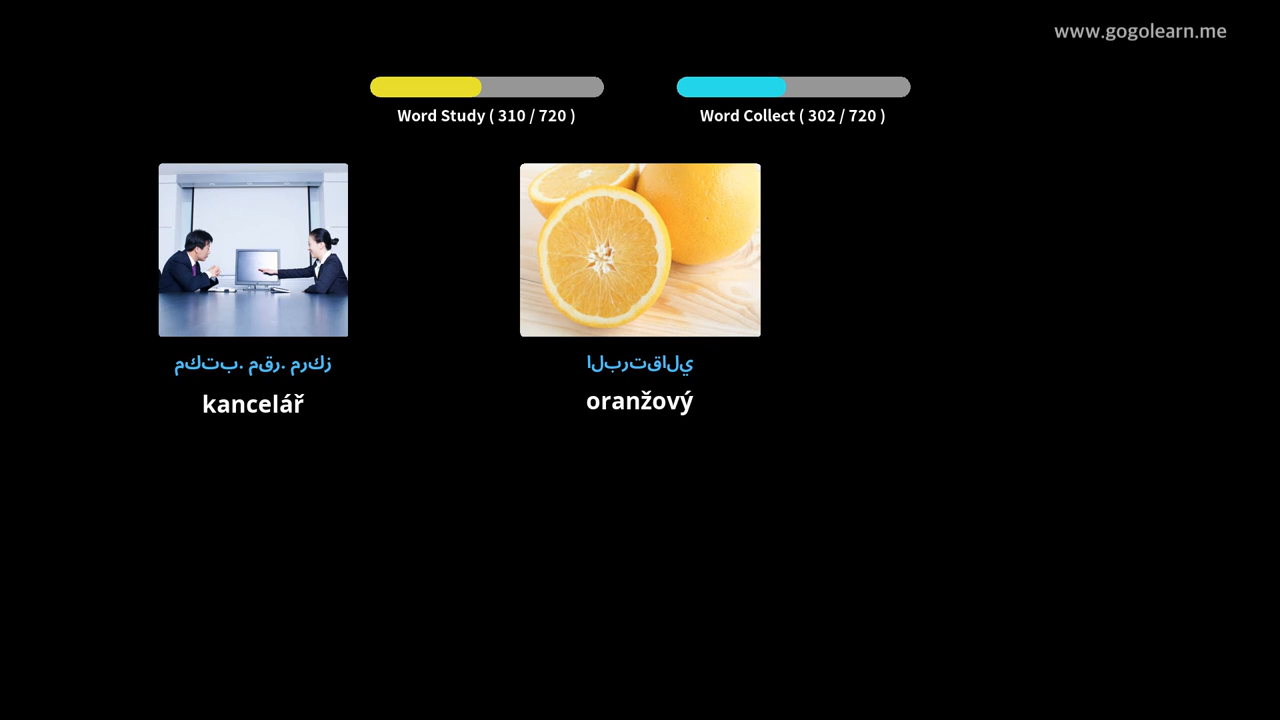 www.gogolearn.me
Word Study ( 310 / 720 )
Word Collect ( 302 / 720 )
مكتب. مقر. مركز
kancelář
البرتقالي
oranžový